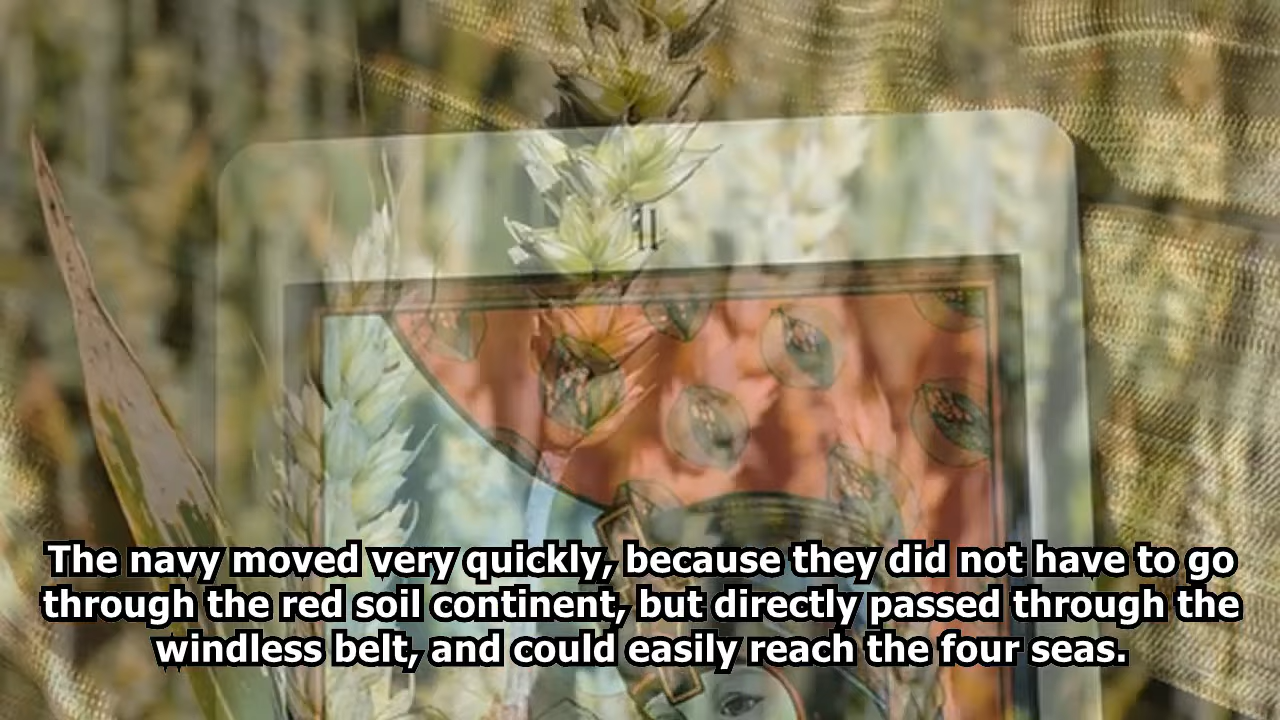 The navy moved very quickly, because they did not have to go
through the red soil continent, but directly passed through the
windless belt, and could easily reach the four seas.